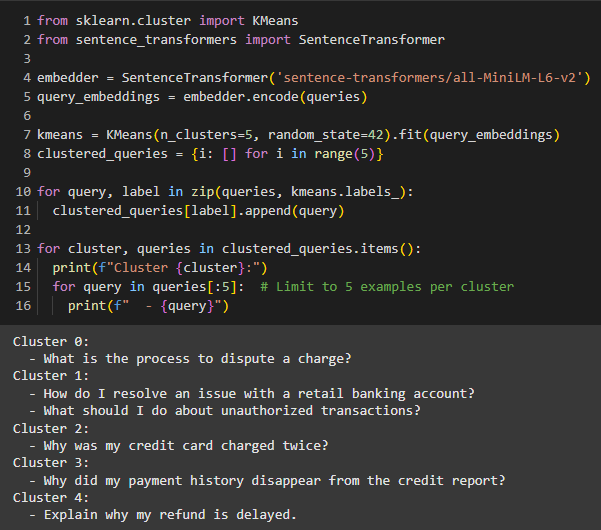 1 from sklearn.cluster import KMeans
2 from sentence_transformers import SentenceTransformer
3
4 embedder = SentenceTransformer('sentence-transformers/all-MiniLM-L6-v2')
5 query_embeddings = embedder.encode(queries)
6
7 kmeans = KMeans(n_clusters=5, random_state=42).fit(query_embeddings)
8 clustered_queries = {i: [] for i in range(5)}
9
10 for query, label in zip(queries, kmeans.labels_):
11   clustered_queries[label].append(query)
12
13 for cluster, queries in clustered_queries.items():
14   print(f"Cluster {cluster}:")
15   for query in queries[:5]:  # Limit to 5 examples per cluster
16     print(f"  - {query}")
Cluster 0:
  - What is the process to dispute a charge?
Cluster 1:
  - How do I resolve an issue with a retail banking account?
  - What should I do about unauthorized transactions?
Cluster 2:
  - Why was my credit card charged twice?
Cluster 3:
  - Why did my payment history disappear from the credit report?
Cluster 4:
  - Explain why my refund is delayed.